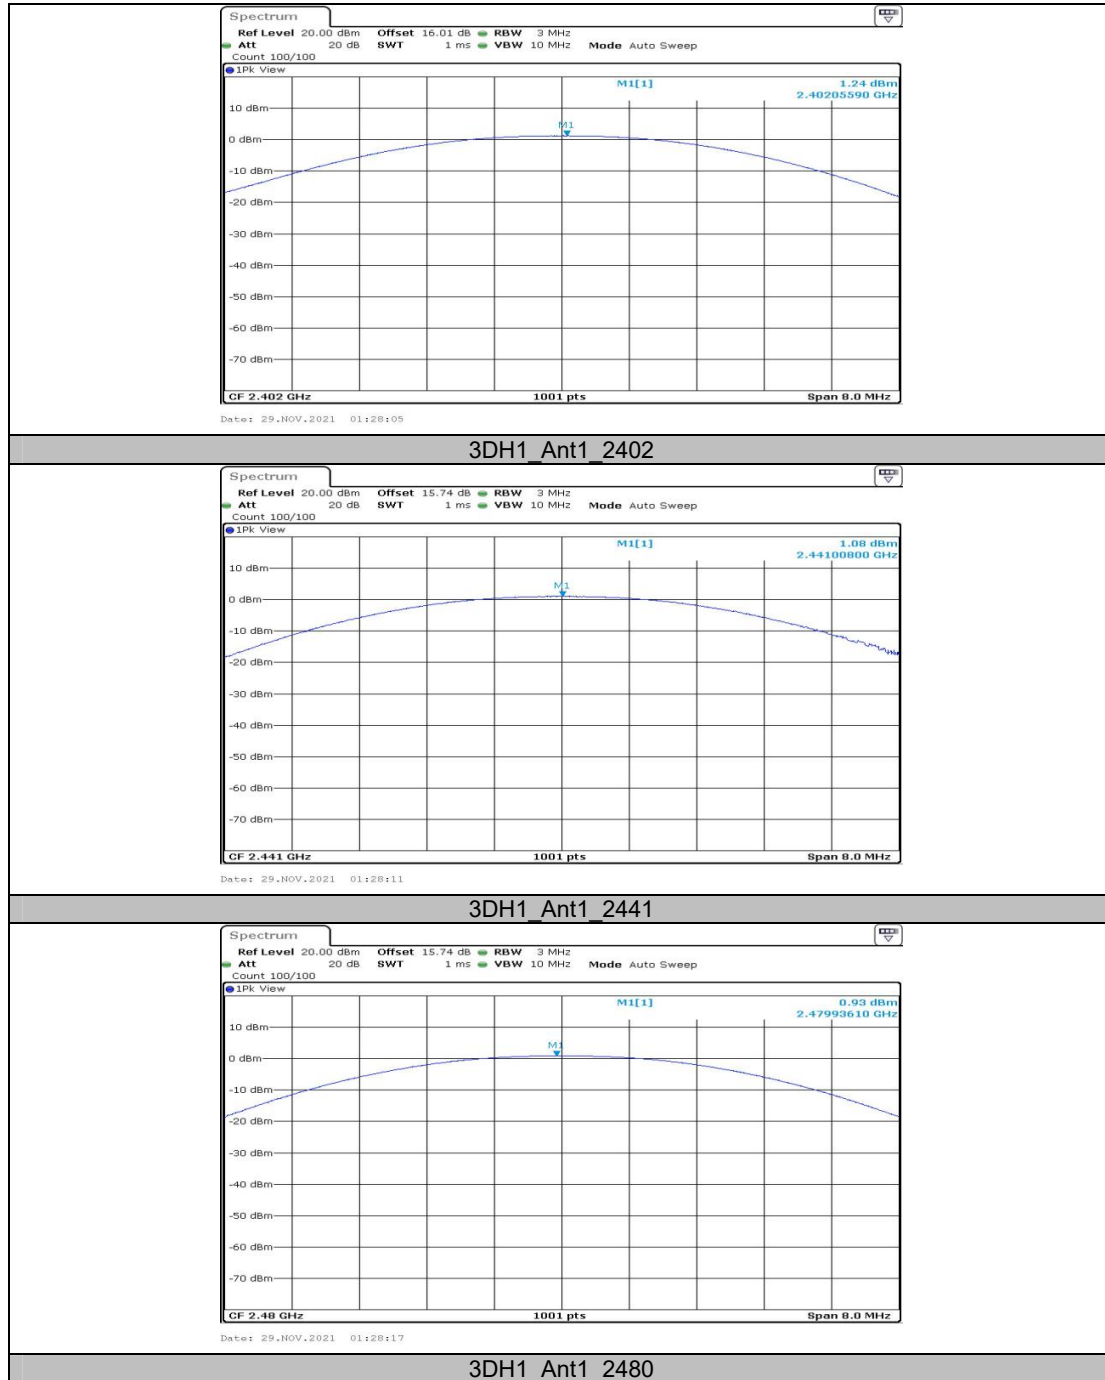 Spectrum
Ref Level 20.00 dBm Offset 16.01 dB RBW 3 MHz
Att 20 dB SWT 1 ms VBW 10 MHz Mode Auto Sweep
Count 100/100
1Pk View
M1[1] 1.24 dBm
2.40205590 GHz
10 dBm
M1
0 dBm
-10 dBm
-20 dBm
-30 dBm
-40 dBm
-50 dBm
-60 dBm
-70 dBm
CF 2.402 GHz 1001 pts Span 8.0 MHz
Date: 29.NOV.2021 01:28:05
3DH1_Ant1_2402
Spectrum
Ref Level 20.00 dBm Offset 15.74 dB RBW 3 MHz
Att 20 dB SWT 1 ms VBW 10 MHz Mode Auto Sweep
Count 100/100
1Pk View
M1[1] 1.08 dBm
2.44100800 GHz
10 dBm
M1
0 dBm
-10 dBm
-20 dBm
-30 dBm
-40 dBm
-50 dBm
-60 dBm
-70 dBm
CF 2.441 GHz 1001 pts Span 8.0 MHz
Date: 29.NOV.2021 01:28:11
3DH1_Ant1_2441
Spectrum
Ref Level 20.00 dBm Offset 15.74 dB RBW 3 MHz
Att 20 dB SWT 1 ms VBW 10 MHz Mode Auto Sweep
Count 100/100
1Pk View
M1[1] 0.93 dBm
2.47993610 GHz
10 dBm
M1
0 dBm
-10 dBm
-20 dBm
-30 dBm
-40 dBm
-50 dBm
-60 dBm
-70 dBm
CF 2.48 GHz 1001 pts Span 8.0 MHz
Date: 29.NOV.2021 01:28:17
3DH1_Ant1_2480